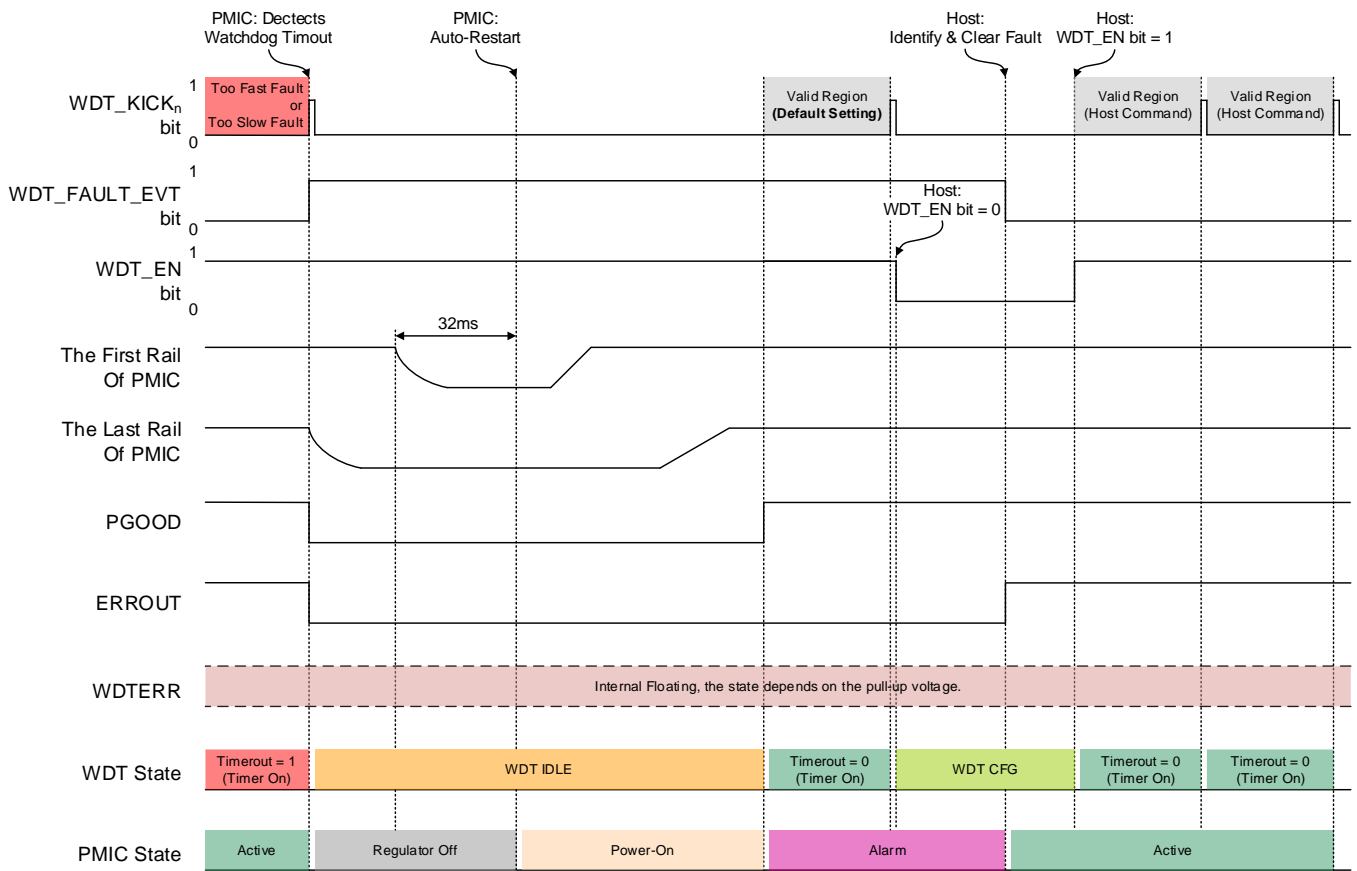 PMIC: Dectects
Watchdog Timout
PMIC:
Auto-Restart
Host:
Identify & Clear Fault
Host:
WDT_EN bit = 1
WDT_KICKn
bit
1
0
Too Fast Fault
or
Too Slow Fault
Valid Region
(Default Setting)
Valid Region
(Host Command)
Valid Region
(Host Command)
WDT_FAULT_EVT
bit
1
0
Host:
WDT_EN bit = 0
WDT_EN
bit
1
0
32ms
The First Rail
Of PMIC
The Last Rail
Of PMIC
PGOOD
ERROUT
WDTERR
Internal Floating, the state depends on the pull-up voltage.
WDT State
Timerout = 1
(Timer On)
WDT IDLE
Timerout = 0
(Timer On)
WDT CFG
Timerout = 0
(Timer On)
Timerout = 0
(Timer On)
PMIC State
Active
Regulator Off
Power-On
Alarm
Active